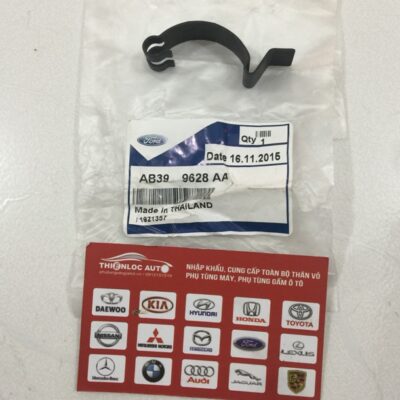 Ford
Qty 1
Date 16.11.2015
AB39 9628 AA
Made in THAILAND
THIENLOC AUTO
NHẬP KHẨU, CUNG CẤP TOÀN BỘ THÂN VỎ
PHỤ TÙNG MÁY, PHỤ TÙNG GẦM Ô TÔ
DAEWOO
KIA
HYUNDAI
HONDA
TOYOTA
NISSAN
MITSUBISHI MOTORS
mazda
Ford
LEXUS
Mercedes-Benz
BMW
Audi
JAGUAR